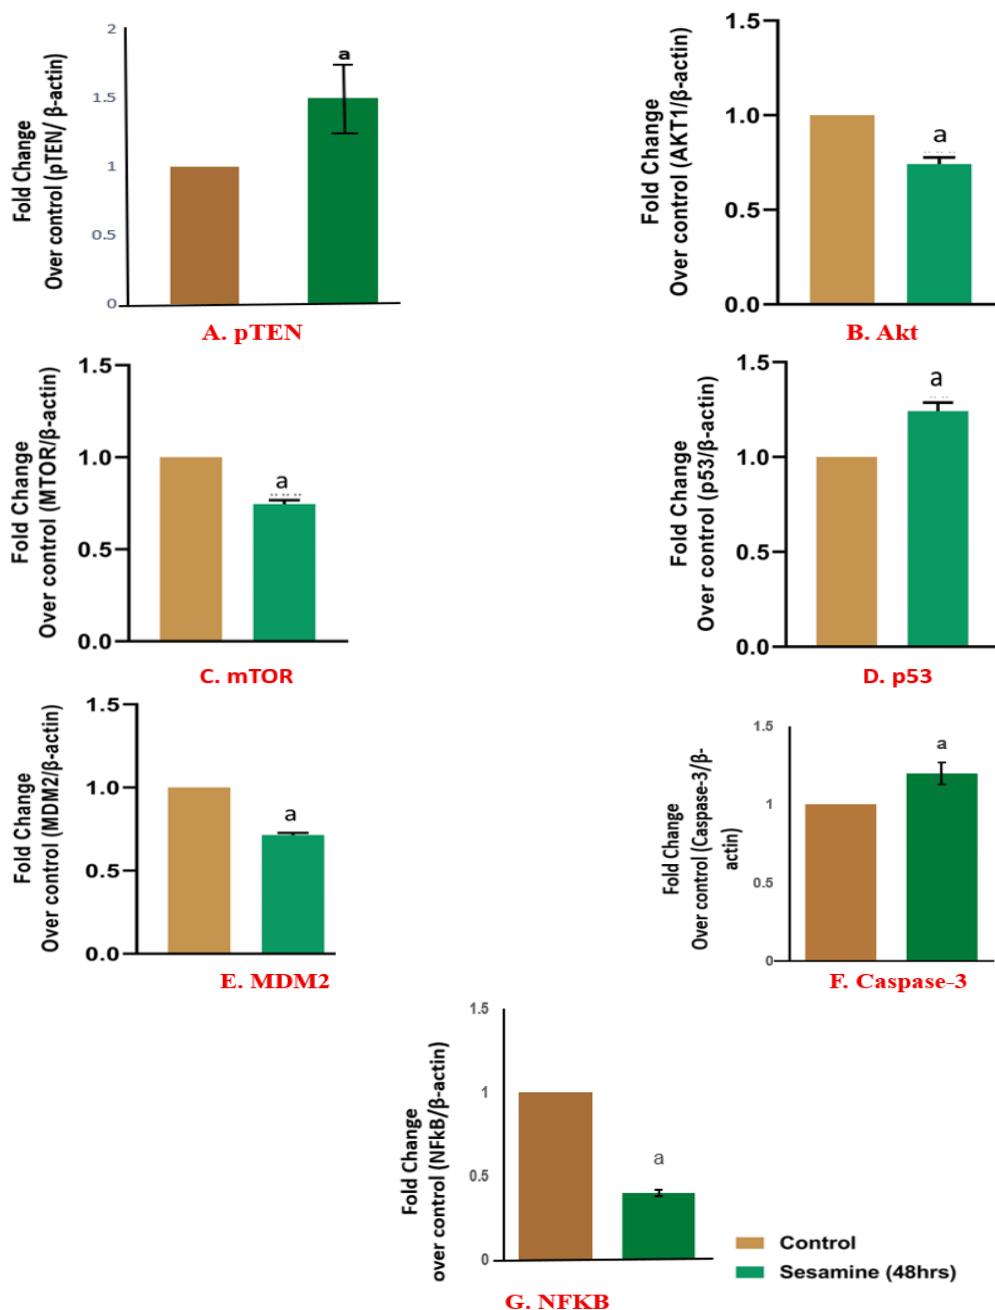 Fold Change
Over control (pTEN/ β-actin)
2
1.5
1
0.5
0
a
A. pTEN
Fold Change
Over control (AKT1/β-actin)
1.5
1.0
0.5
0.0
a
B. Akt
Fold Change
Over control (MTOR/β-actin)
1.5
1.0
0.5
0.0
a
C. mTOR
Fold Change
Over control (p53/β-actin)
1.5
1.0
0.5
0.0
a
D. p53
Fold Change
Over control (MDM2/β-actin)
1.5
1.0
0.5
0.0
a
E. MDM2
Fold Change
Over control (Caspase-3/β-
actin)
1.5
1
0.5
0
a
F. Caspase-3
Fold Change
over control (NFkB/β-actin)
1.5
1
0.5
0
a
G. NFKB
Control
Sesamine (48hrs)